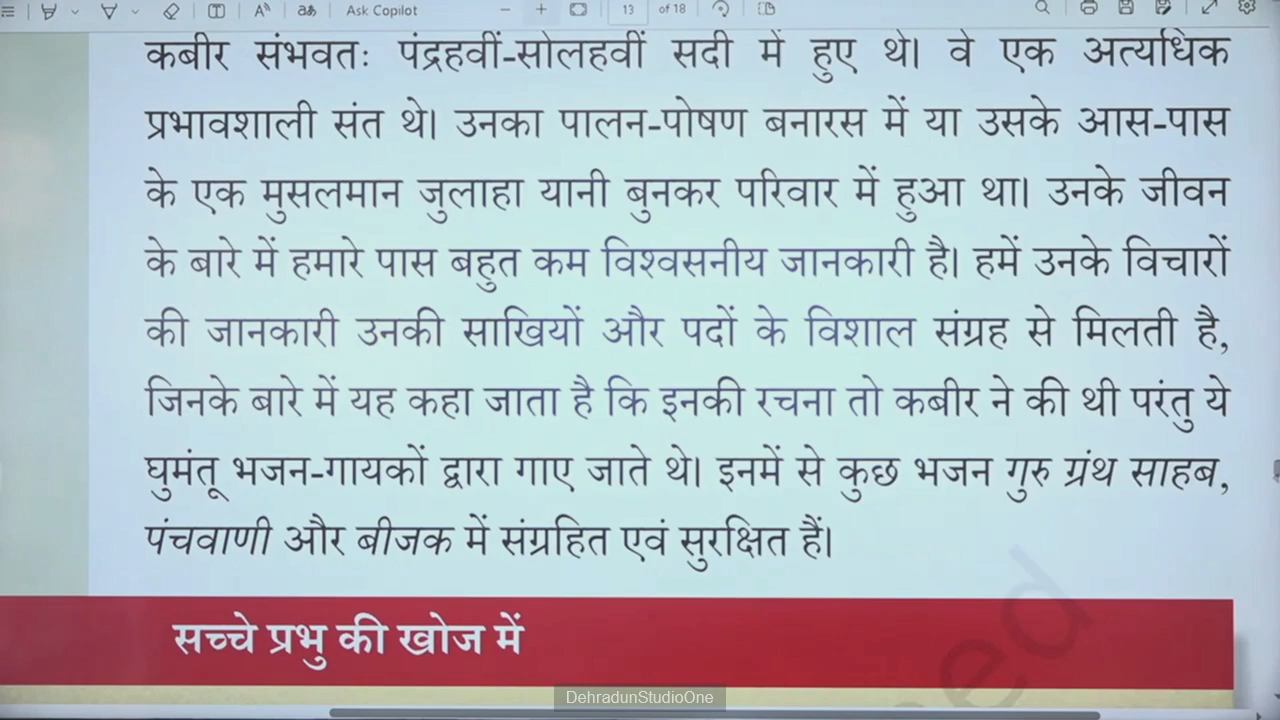 Ask Copilot
13 of 18
कबीर संभवतः पंद्रहवीं-सोलहवीं सदी में हुए थे। वे एक अत्यधिक
प्रभावशाली संत थे। उनका पालन-पोषण बनारस में या उसके आस-पास
के एक मुसलमान जुलाहा यानी बुनकर परिवार में हुआ था। उनके जीवन
के बारे में हमारे पास बहुत कम विश्वसनीय जानकारी है। हमें उनके विचारों
की जानकारी उनकी साखियों और पदों के विशाल संग्रह से मिलती है,
जिनके बारे में यह कहा जाता है कि इनकी रचना तो कबीर ने की थी परंतु ये
घुमंतू भजन-गायकों द्वारा गाए जाते थे। इनमें से कुछ भजन गुरु ग्रंथ साहब,
पंचवाणी और बीजक में संग्रहित एवं सुरक्षित हैं।
सच्चे प्रभु की खोज में
DehradunStudioOne